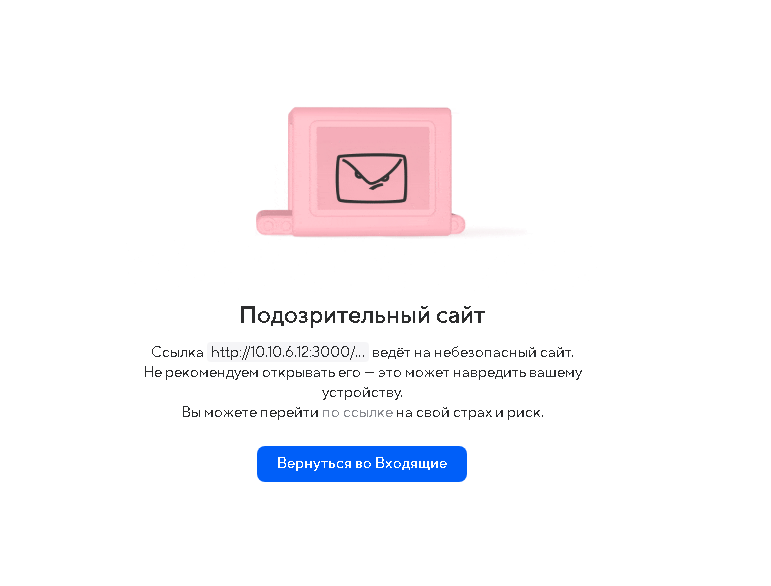 Подозрительный сайт
Ссылка http://10.10.6.12:3000/... ведёт на небезопасный сайт.
Не рекомендуем открывать его — это может навредить вашему
устройству.
Вы можете перейти по ссылке на свой страх и риск.
Вернуться во Входящие